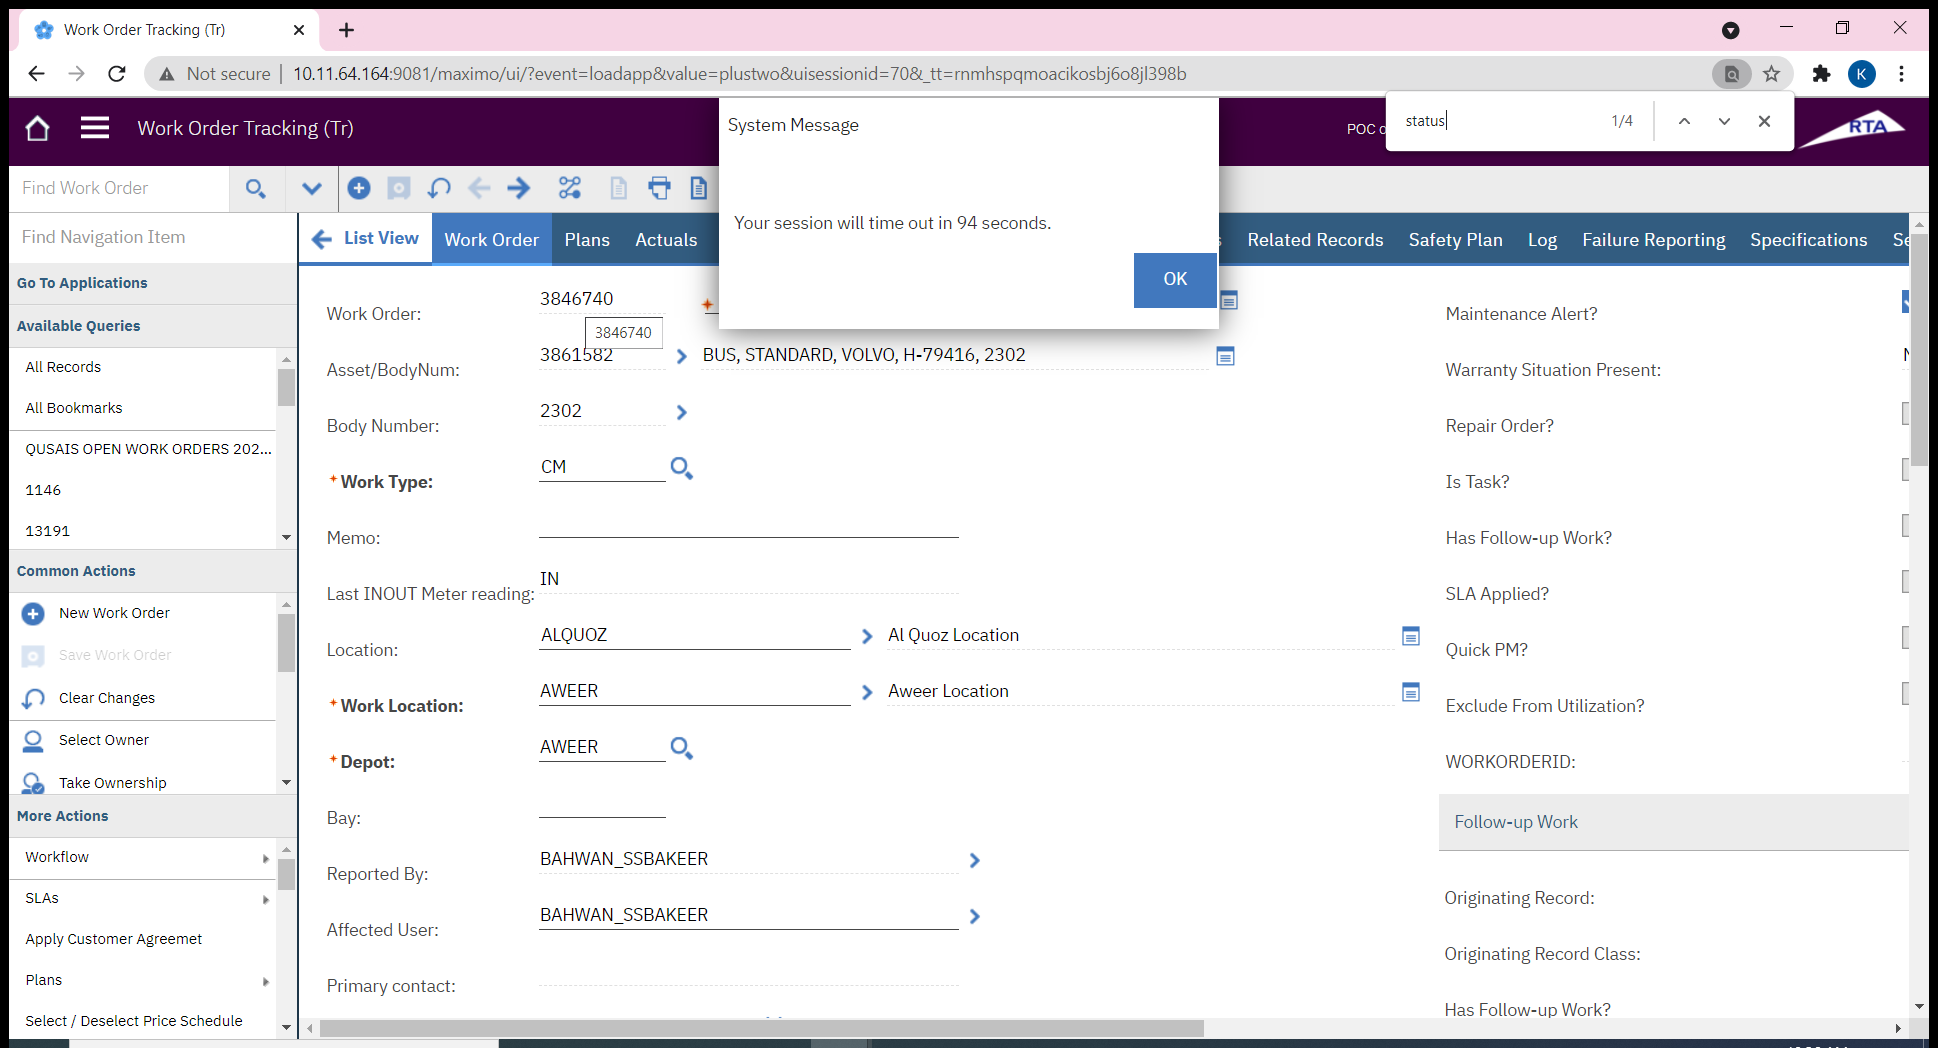 Work Order Tracking (Tr)
Not secure
10.11.64.164:9081/maximo/ui/?event=loadapp&value=plustwo&uisessionid=70&_tt=rnmhspqmoacikosbj6o8jl398b
K
Work Order Tracking (Tr)
System Message
POC
status
1/4
RTA
Find Work Order
Your session will time out in 94 seconds.
OK
Find Navigation Item
List View
Work Order
Plans
Actuals
Related Records
Safety Plan
Log
Failure Reporting
Specifications
Go To Applications
Available Queries
All Records
All Bookmarks
QUSAIS OPEN WORK ORDERS 202...
1146
13191
Common Actions
New Work Order
Save Work Order
Clear Changes
Select Owner
Take Ownership
More Actions
Workflow
SLAs
Apply Customer Agreemet
Plans
Select / Deselect Price Schedule
Work Order:
3846740
3846740
Asset/BodyNum:
3861582
BUS, STANDARD, VOLVO, H-79416, 2302
Body Number:
2302
Work Type:
CM
Memo:
Last INOUT Meter reading:
IN
Location:
ALQUOZ
Al Quoz Location
Work Location:
AWEER
Aweer Location
Depot:
AWEER
Bay:
Reported By:
BAHWAN_SSBAKEER
Affected User:
BAHWAN_SSBAKEER
Primary contact:
Maintenance Alert?
Warranty Situation Present:
Repair Order?
Is Task?
Has Follow-up Work?
SLA Applied?
Quick PM?
Exclude From Utilization?
WORKORDERID:
Follow-up Work
Originating Record:
Originating Record Class:
Has Follow-up Work?